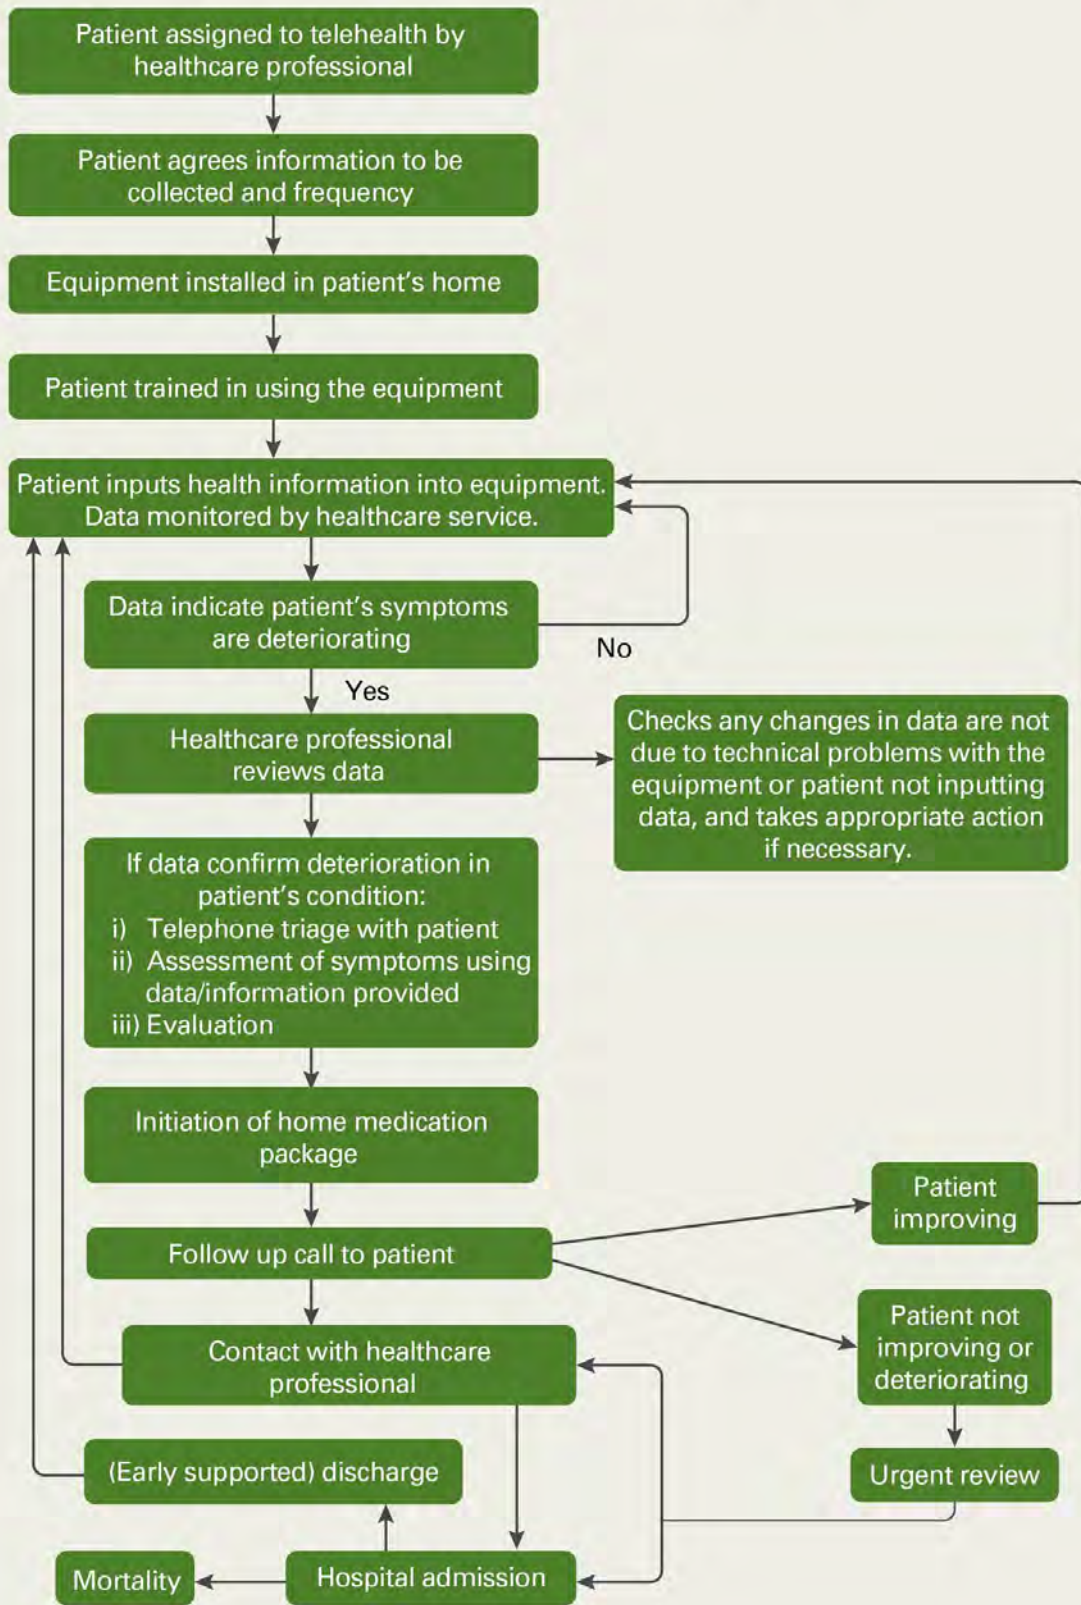 Patient assigned to telehealth by
healthcare professional
Patient agrees information to be
collected and frequency
Equipment installed in patient's home
Patient trained in using the equipment
Patient inputs health information into equipment.
Data monitored by healthcare service.
Data indicate patient's symptoms
are deteriorating
No
Yes
Healthcare professional
reviews data
Checks any changes in data are not
due to technical problems with the
equipment or patient not inputting
data, and takes appropriate action
if necessary.
If data confirm deterioration in
patient's condition:
i) Telephone triage with patient
ii) Assessment of symptoms using
data/information provided
iii) Evaluation
Initiation of home medication
package
Patient
improving
Follow up call to patient
Patient not
improving or
deteriorating
Contact with healthcare
professional
(Early supported) discharge
Urgent review
Mortality
Hospital admission